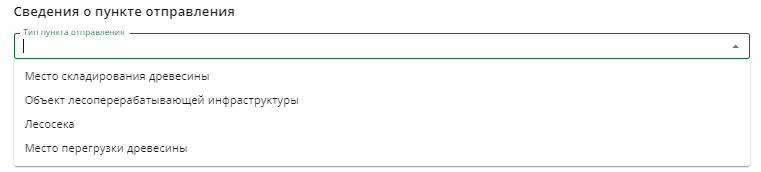 Сведения о пункте отправления
Тип пункта отправления
Место складирования древесины
Объект лесоперерабатывающей инфраструктуры
Лесосека
Место перегрузки древесины